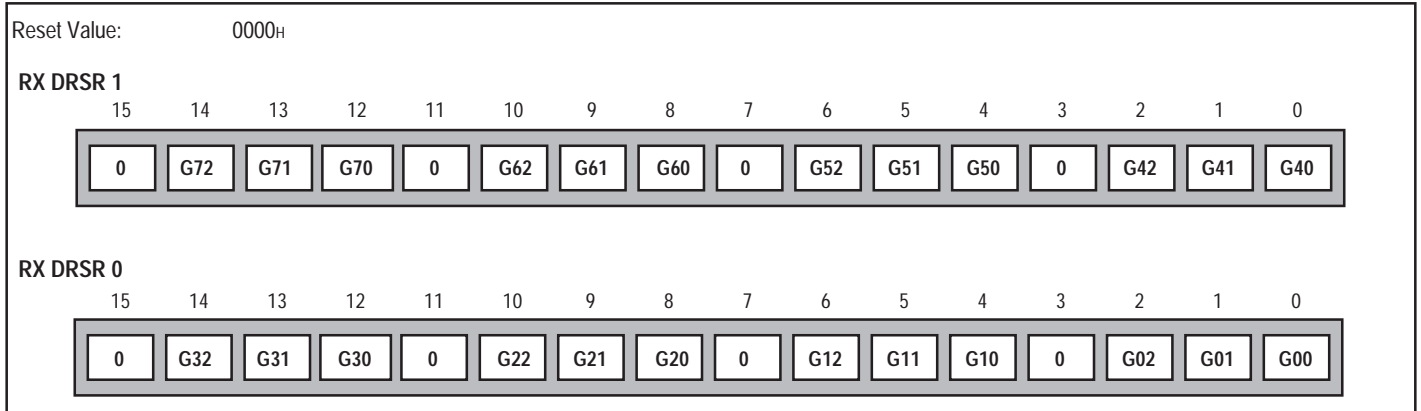 Reset Value: 0000H
RX DRSR 1
15 14 13 12 11 10 9 8 7 6 5 4 3 2 1 0
0 G72 G71 G70 0 G62 G61 G60 0 G52 G51 G50 0 G42 G41 G40
RX DRSR 0
15 14 13 12 11 10 9 8 7 6 5 4 3 2 1 0
0 G32 G31 G30 0 G22 G21 G20 0 G12 G11 G10 0 G02 G01 G00